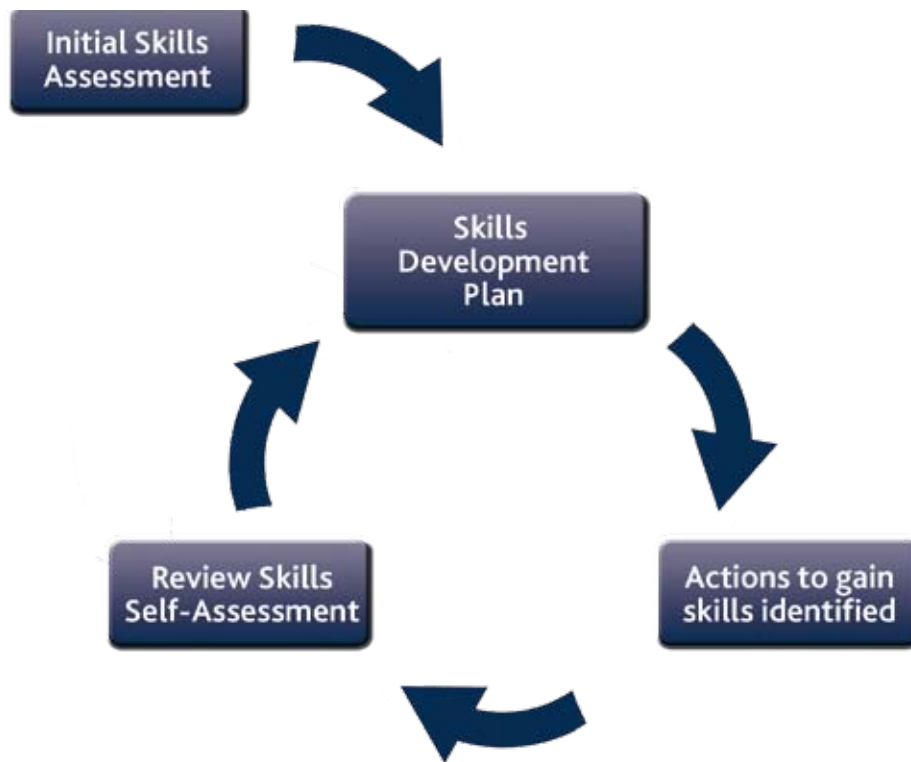 Initial Skills
Assessment
Skills
Development
Plan
Actions to gain
skills identified
Review Skills
Self-Assessment